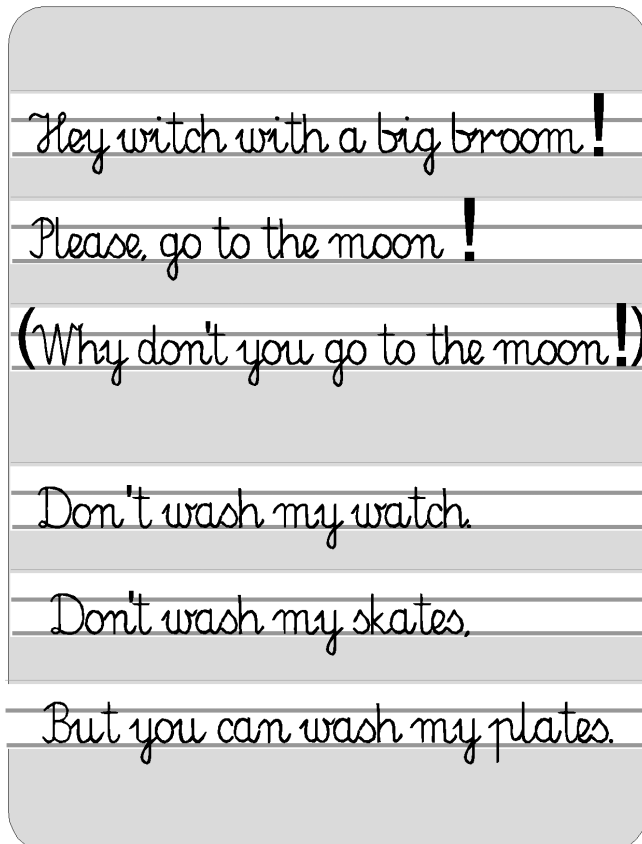 Hey witch with a big broom!
Please, go to the moon !
(Why don't you go to the moon!)
Don't wash my watch.
Don't wash my skates,
But you can wash my plates.